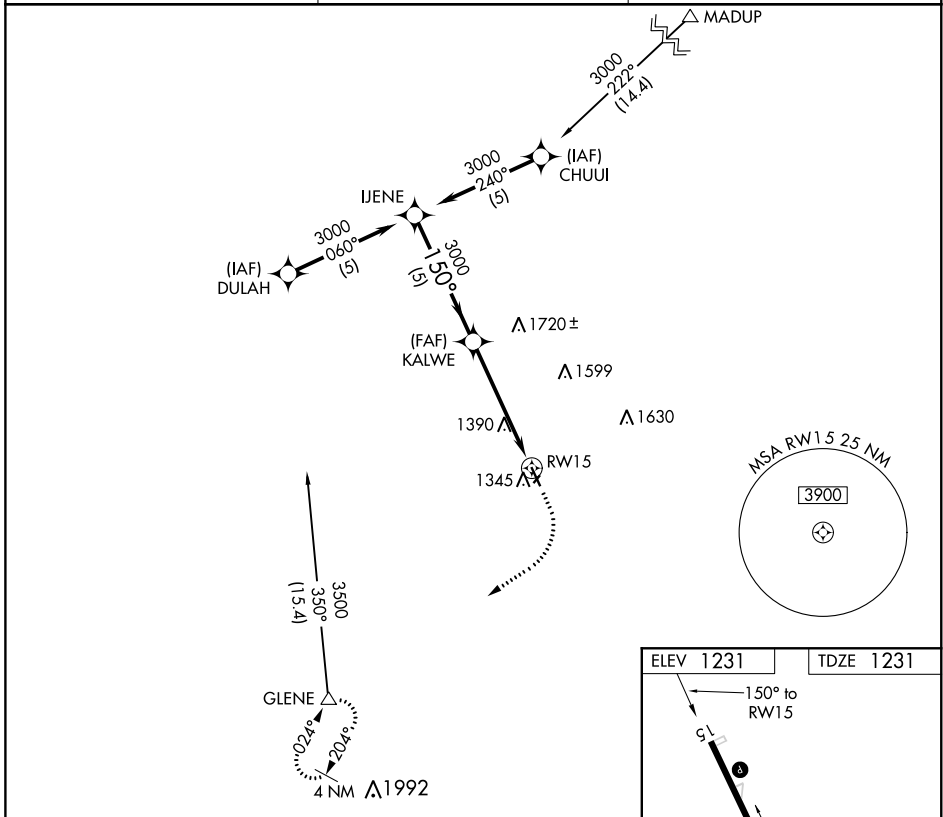 MADUP
3000
222°
(14.4)
(IAF)
CHUUI
3000
240°
(5)
IJENE
3000
060°
(5)
(IAF)
DULAH
3000
150°
(5)
(FAF)
KALWE
1720 ±
1599
1630
1390
RW15
1345
MSA RW15 25 NM
3900
3500
350°
(15.4)
GLENE
024°
204°
4 NM
1992
ELEV 1231
TDZE 1231
150° to
RW15
15
P